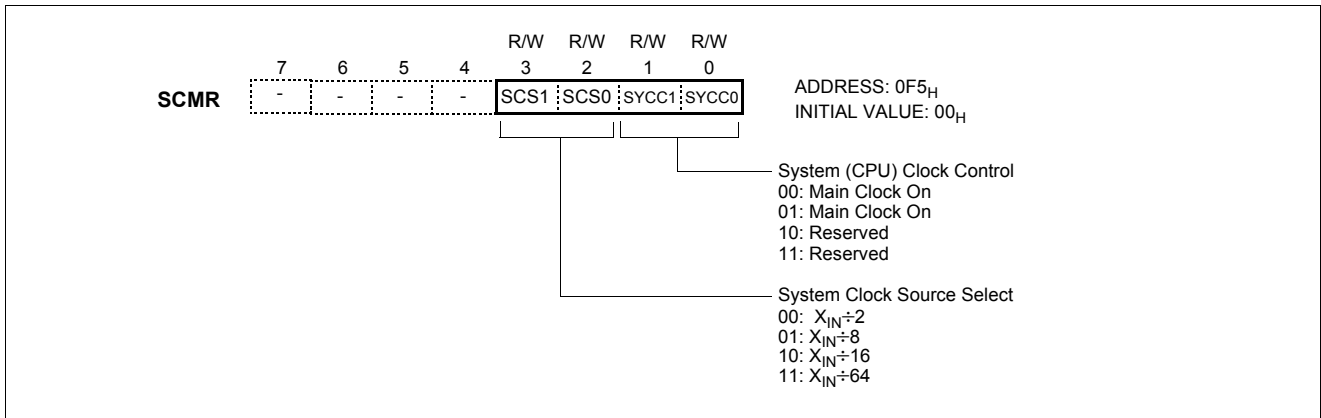 R/W R/W R/W R/W
7 6 5 4 3 2 1 0
SCMR - - - - SCS1 SCS0 SYCC1 SYCC0
ADDRESS: 0F5H
INITIAL VALUE: 00H
System (CPU) Clock Control
00: Main Clock On
01: Main Clock On
10: Reserved
11: Reserved
System Clock Source Select
00: XIN÷2
01: XIN÷8
10: XIN÷16
11: XIN÷64